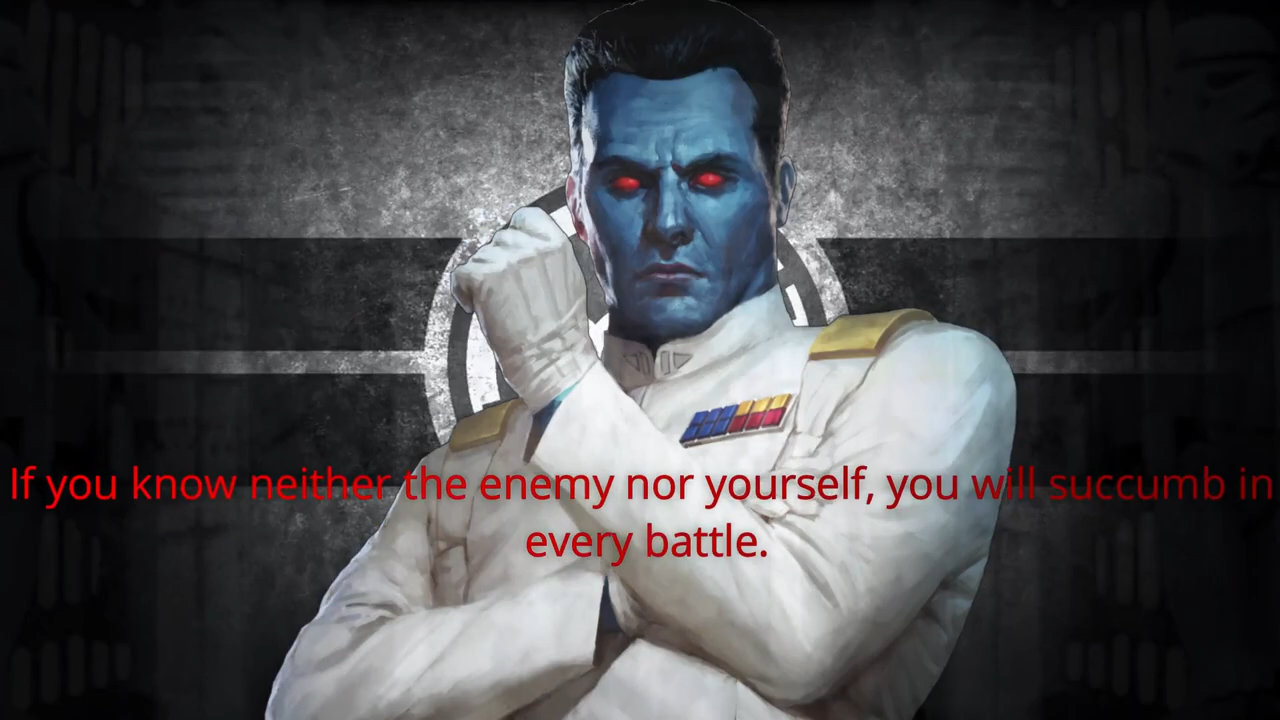 If you know neither the enemy nor yourself, you will succumb in
every battle.